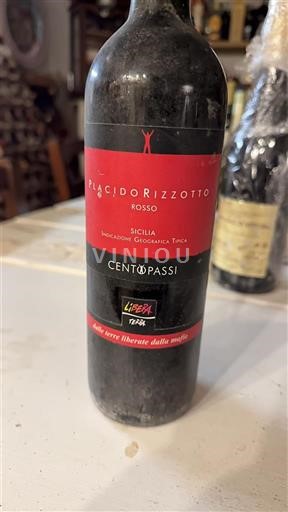 PLACIDO RIZZOTTO
ROSSO
SICILIA
INDICAZIONE GEOGRAFICA TIPICA
VINIOU
CENTOPASSI
LIBERA
TERRA
dalle terre liberate dalla mafia